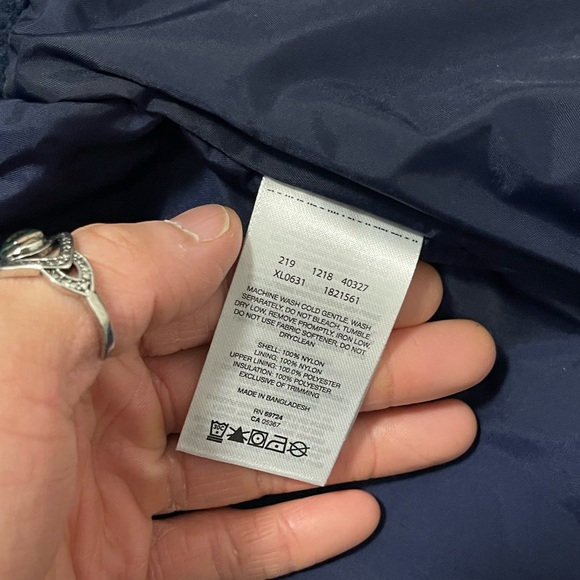 219 1218 40327
XL0631 1821561
MACHINE WASH COLD GENTLE, WASH
SEPARATELY, DO NOT BLEACH, TUMBLE
DRY LOW, REMOVE PROMPTLY, IRON LOW,
DO NOT USE FABRIC SOFTENER, DO NOT
DRYCLEAN
SHELL: 100% NYLON
LINING: 100% NYLON
UPPER LINING: 100.0% POLYESTER
INSULATION: 100% POLYESTER
EXCLUSIVE OF TRIMMING
MADE IN BANGLADESH
RN 69724
CA 05367